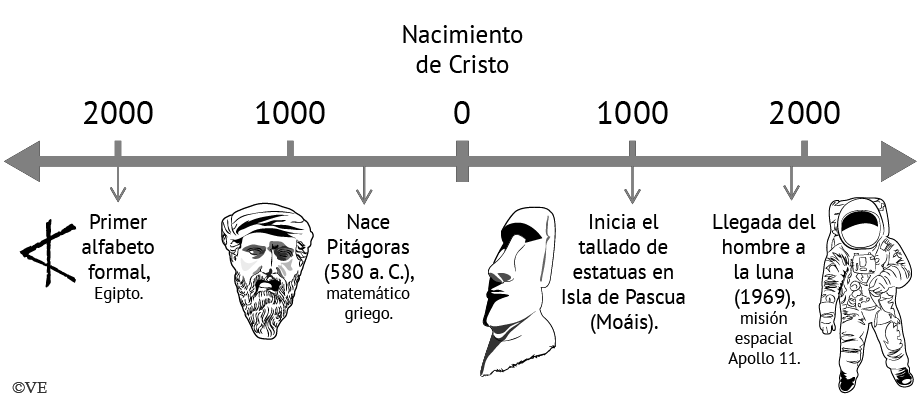 Nacimiento
de Cristo
2000 1000 0 1000 2000
Primer
alfabeto
formal,
Egipto.
Nace
Pitágoras
(580 a. C.),
matemático
griego.
Inicia el
tallado de
estatuas en
Isla de Pascua
(Moáis).
Llegada del
hombre a
la luna
(1969),
misión
espacial
Apollo 11.
©VE